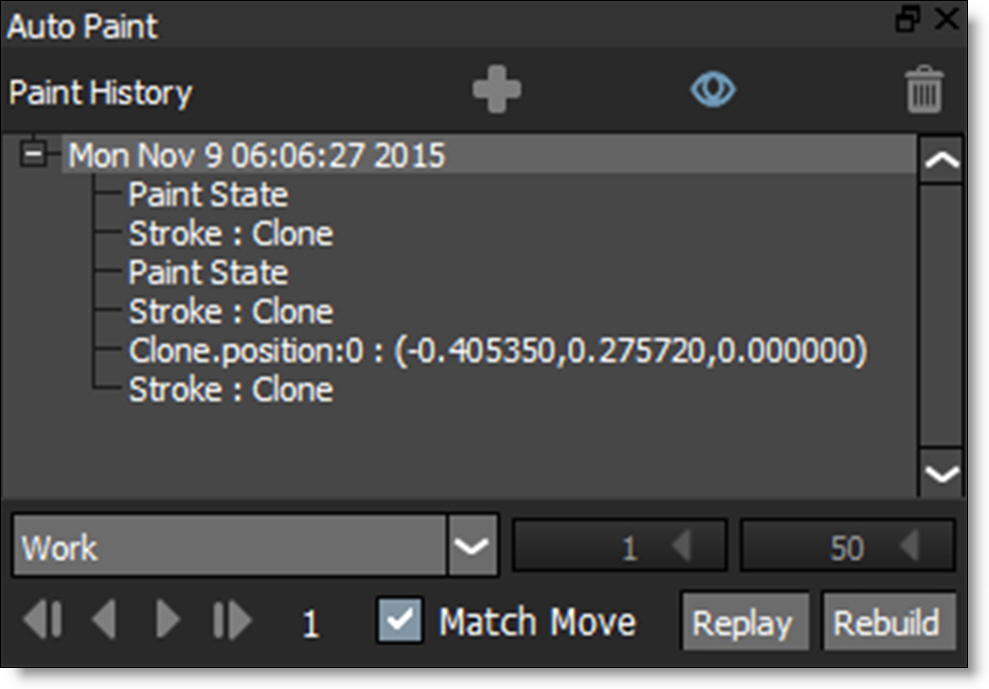 Auto Paint
Paint History
Mon Nov 9 06:06:27 2015
Paint State
Stroke : Clone
Paint State
Stroke : Clone
Clone.position:0 : (-0.405350,0.275720,0.000000)
Stroke : Clone
Work 1 50
1 Match Move Replay Rebuild